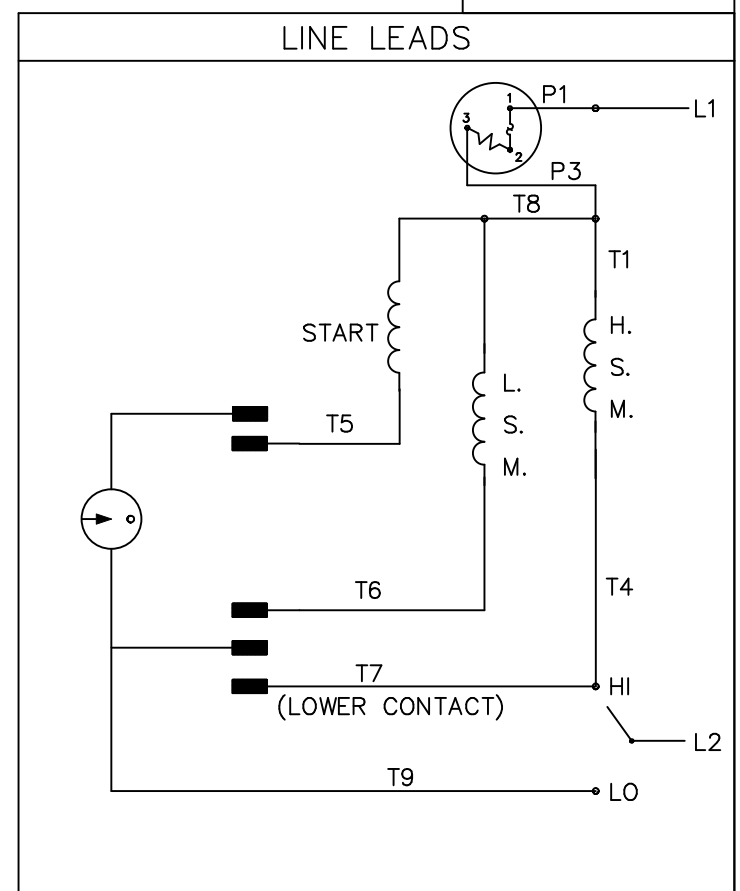 LINE LEADS
1 P1 L1
3
2
P3
T8
T1
START
H.
S.
M.
L.
S.
M.
T5
T6
T4
T7 HI
(LOWER CONTACT)
L2
T9
LO